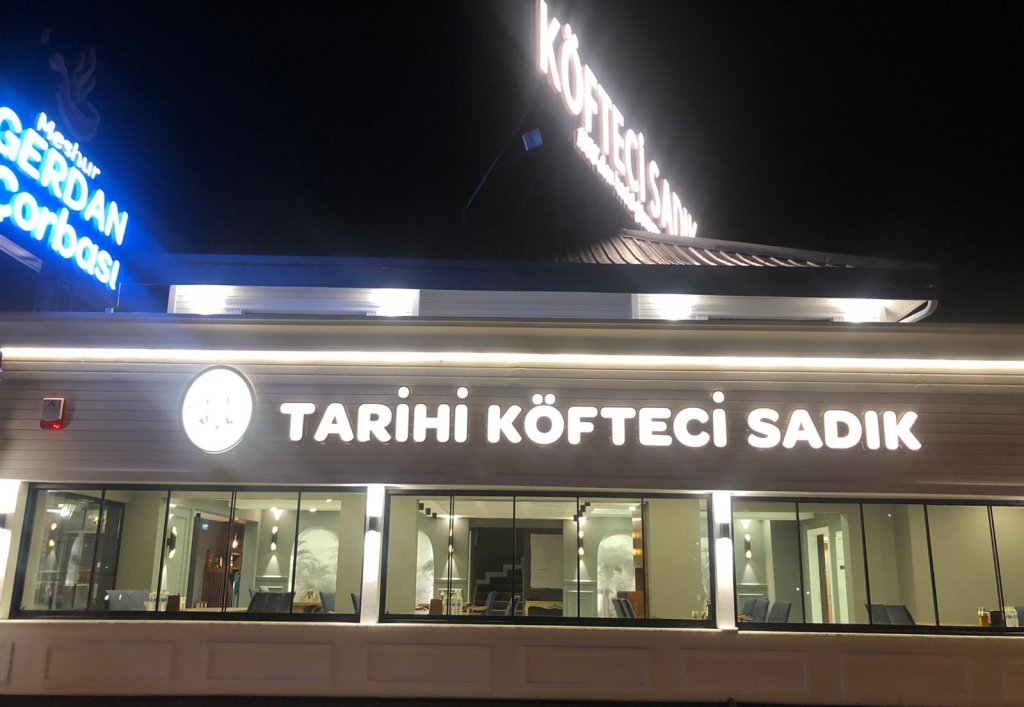 Meşhur
GERDAN
Çorbası
KÖFTECİ SADIK
TARİHİ KÖFTECİ SADIK